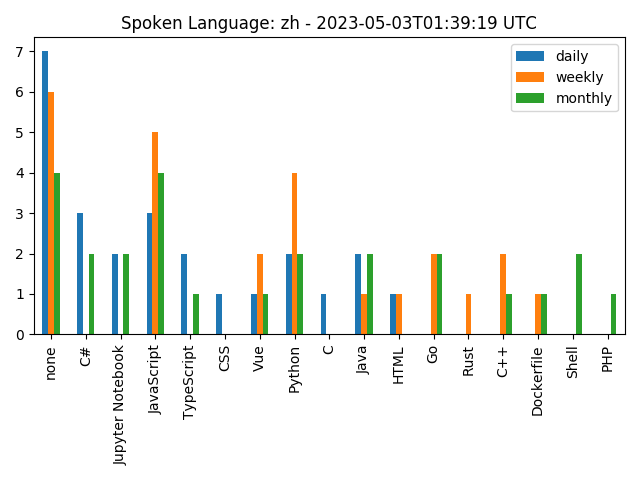 Spoken Language: zh - 2023-05-03T01:39:19 UTC
daily
weekly
monthly
7
6
5
4
3
2
1
0
none
C#
Jupyter Notebook
JavaScript
TypeScript
CSS
Vue
Python
C
Java
HTML
Go
Rust
C++
Dockerfile
Shell
PHP